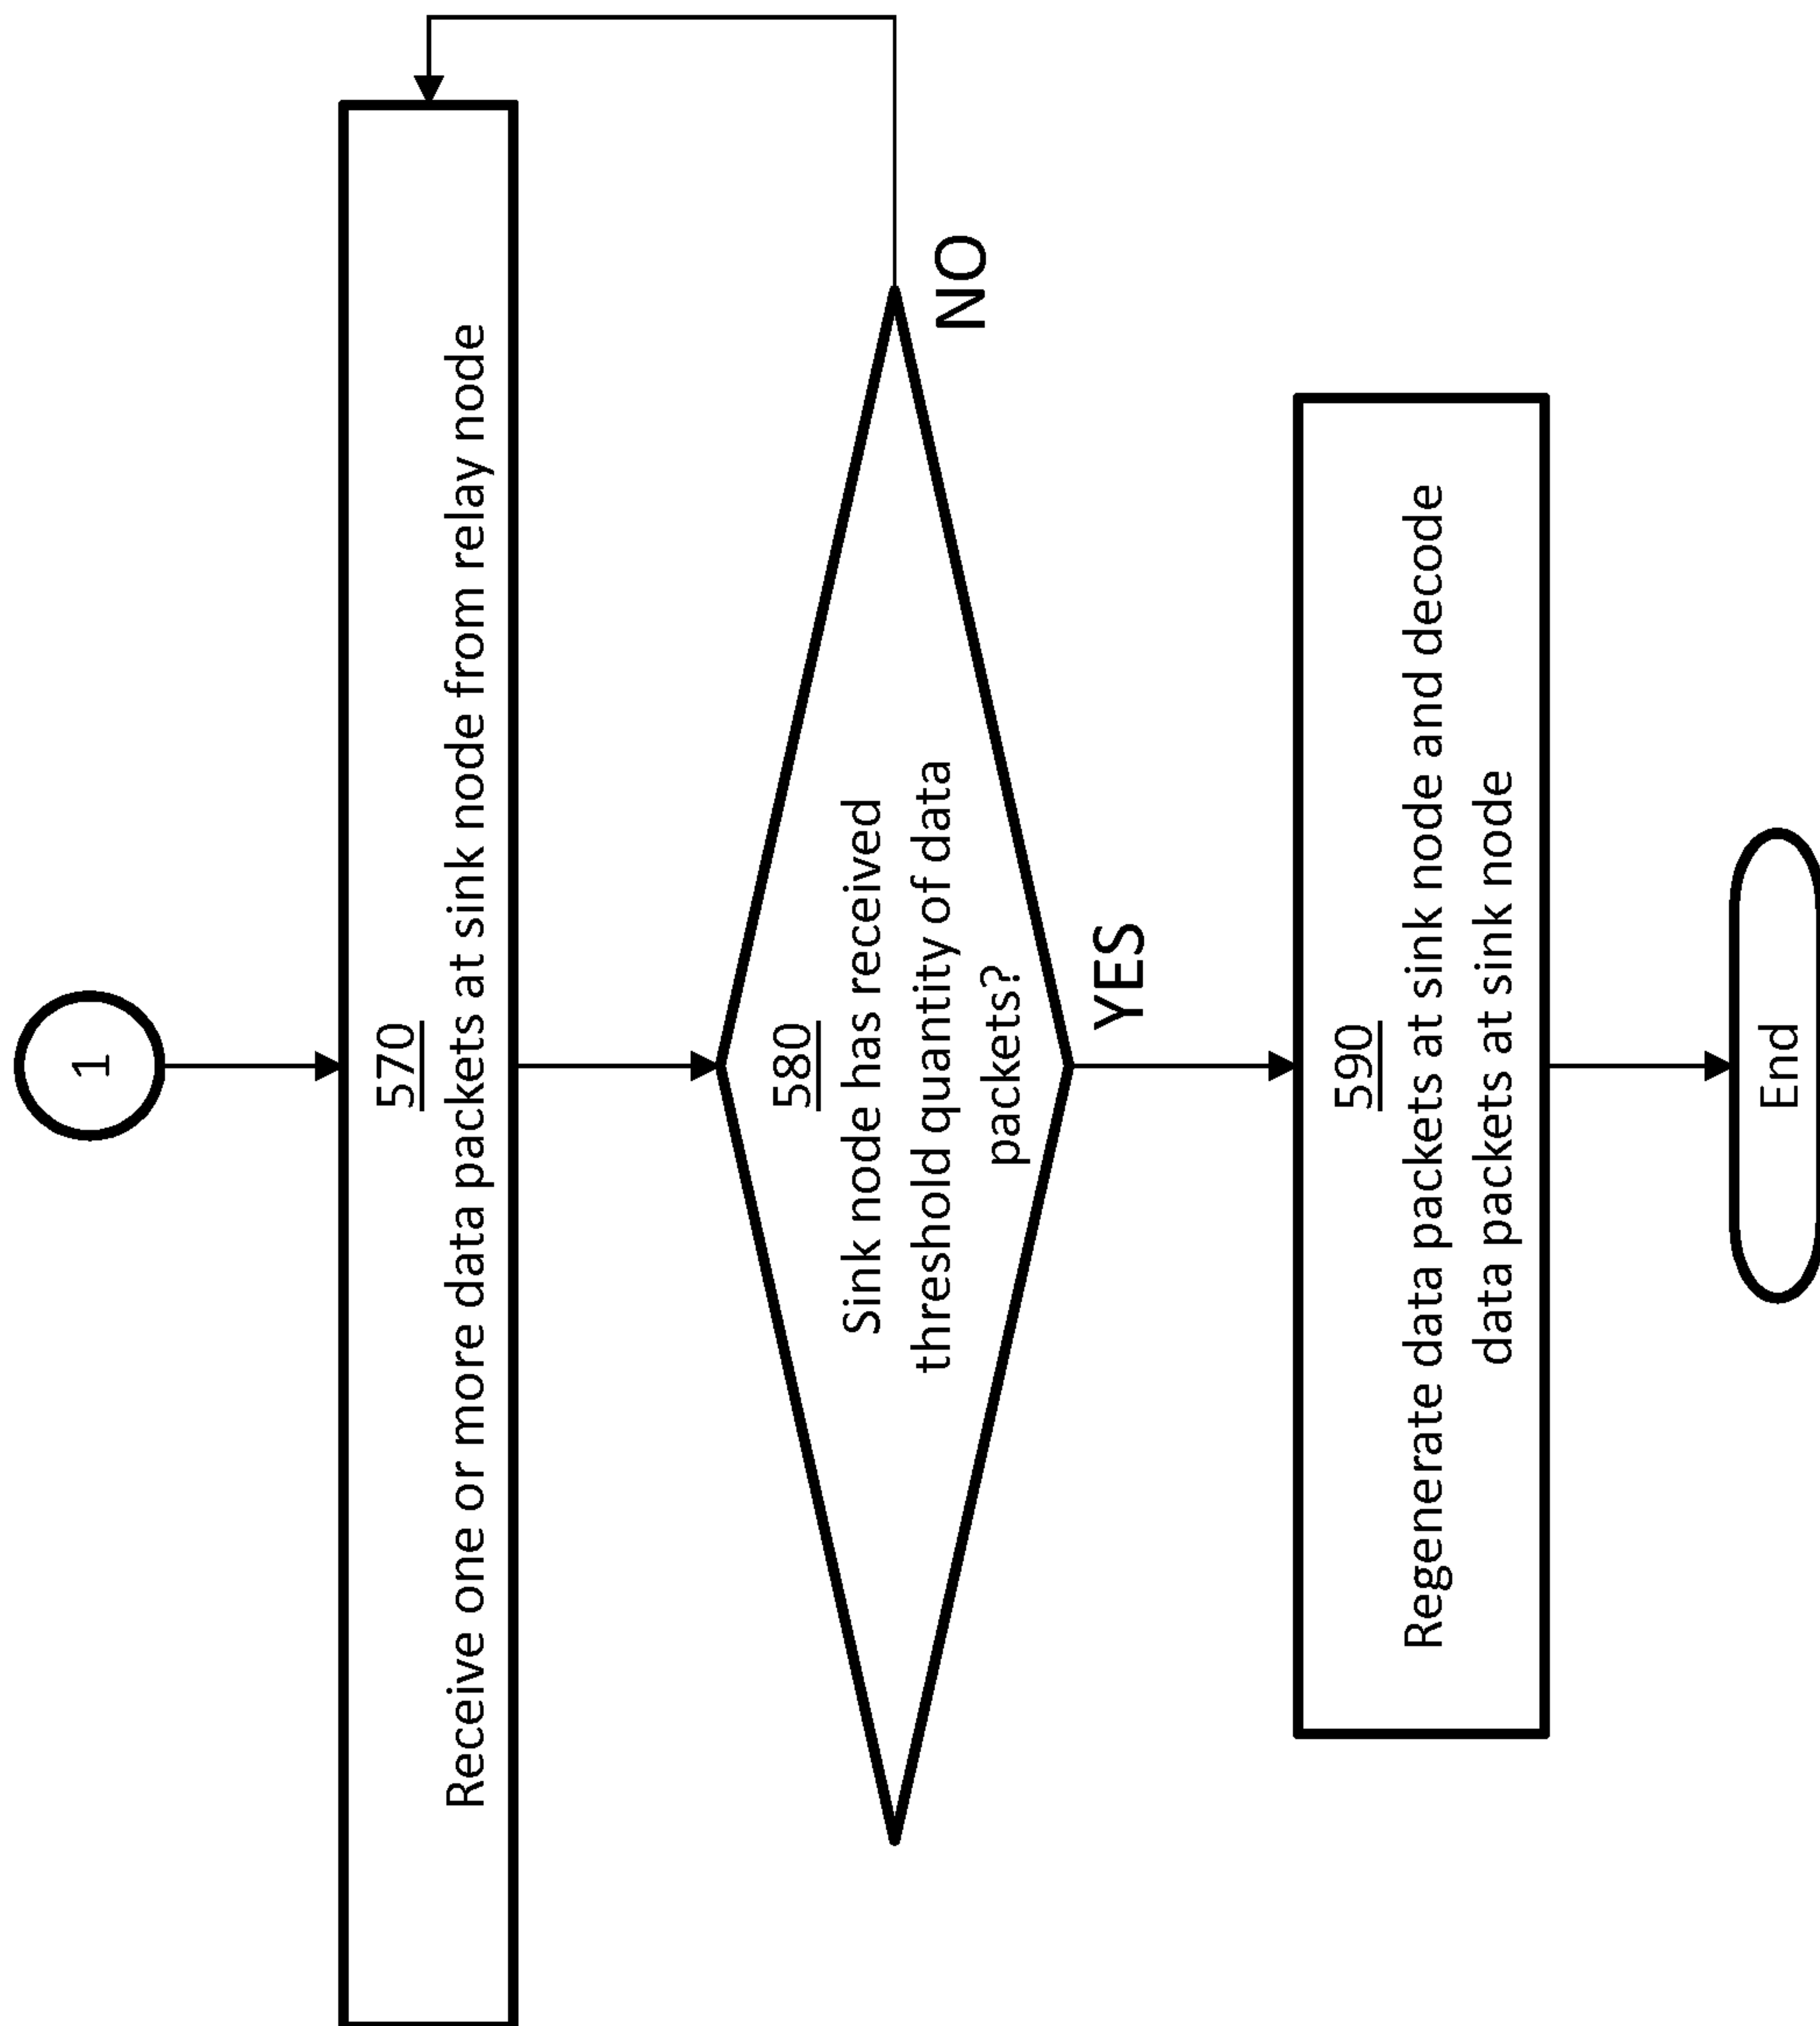 1
570
Receive one or more data packets at sink node from relay node
580
Sink node has received
threshold quantity of data
packets?
NO
YES
590
Regenerate data packets at sink node and decode
data packets at sink node
End